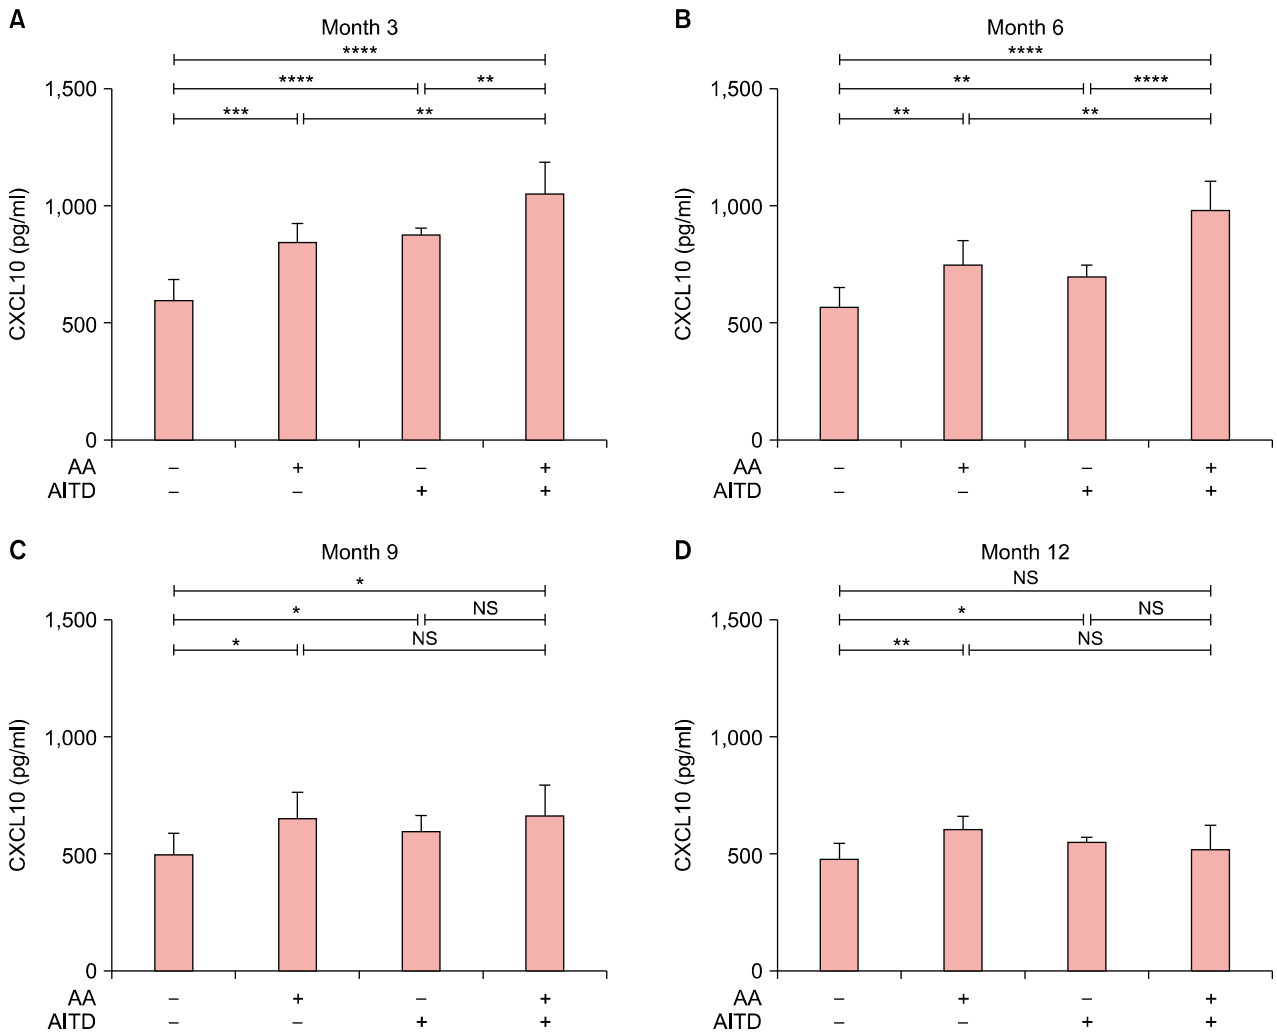 A
Month 3
****
**** **
*** **
1,500
1,000
500
0
CXCL10 (pg/ml)
AA – + – +
AITD – – + +
B
Month 6
****
** ****
** **
1,500
1,000
500
0
CXCL10 (pg/ml)
AA – + – +
AITD – – + +
C
Month 9
*
* NS
* NS
1,500
1,000
500
0
CXCL10 (pg/ml)
AA – + – +
AITD – – + +
D
Month 12
NS
* NS
** NS
1,500
1,000
500
0
CXCL10 (pg/ml)
AA – + – +
AITD – – + +